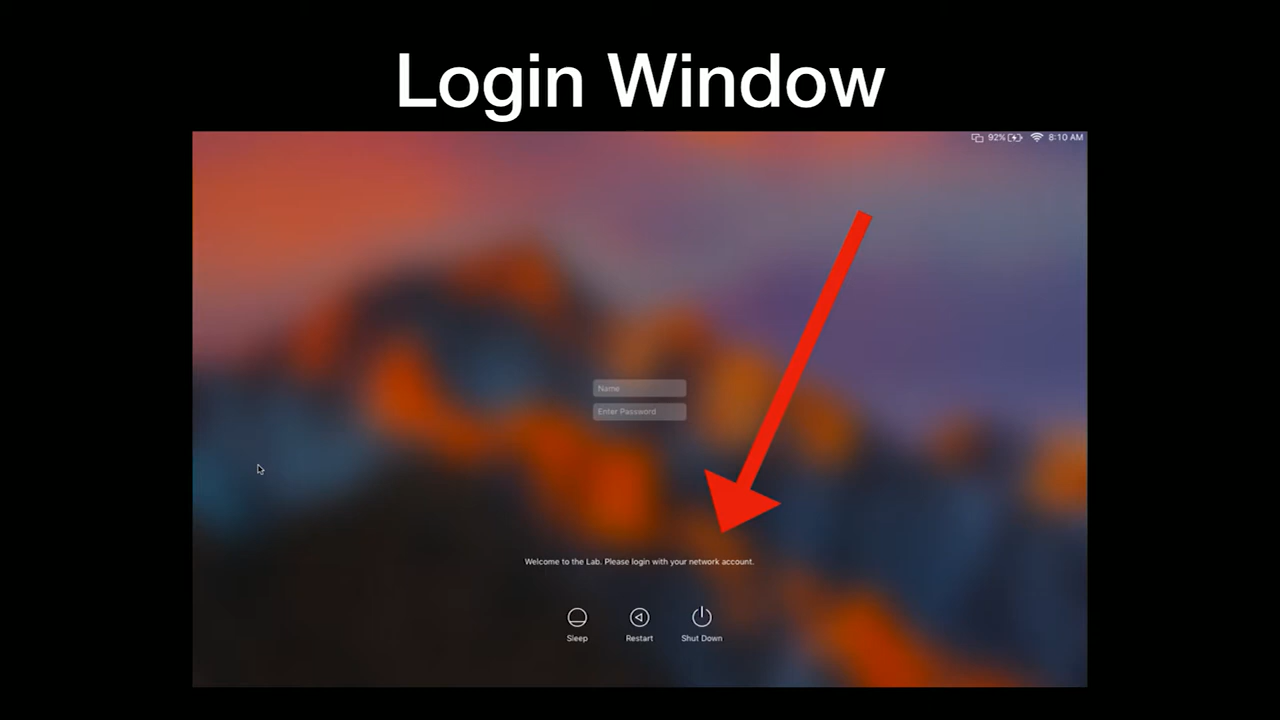 Login Window
92% 8:10 AM
Name
Enter Password
Welcome to the Lab. Please login with your network account.
Sleep Restart Shut Down